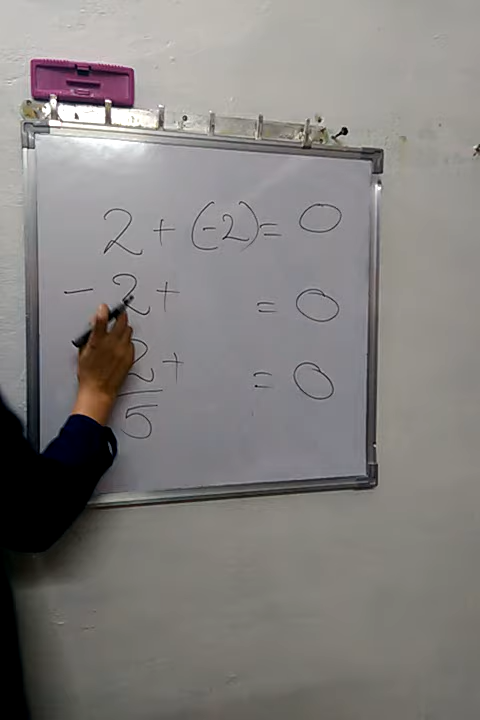 2 + (-2) = 0
- 2 + = 0
2/5 + = 0